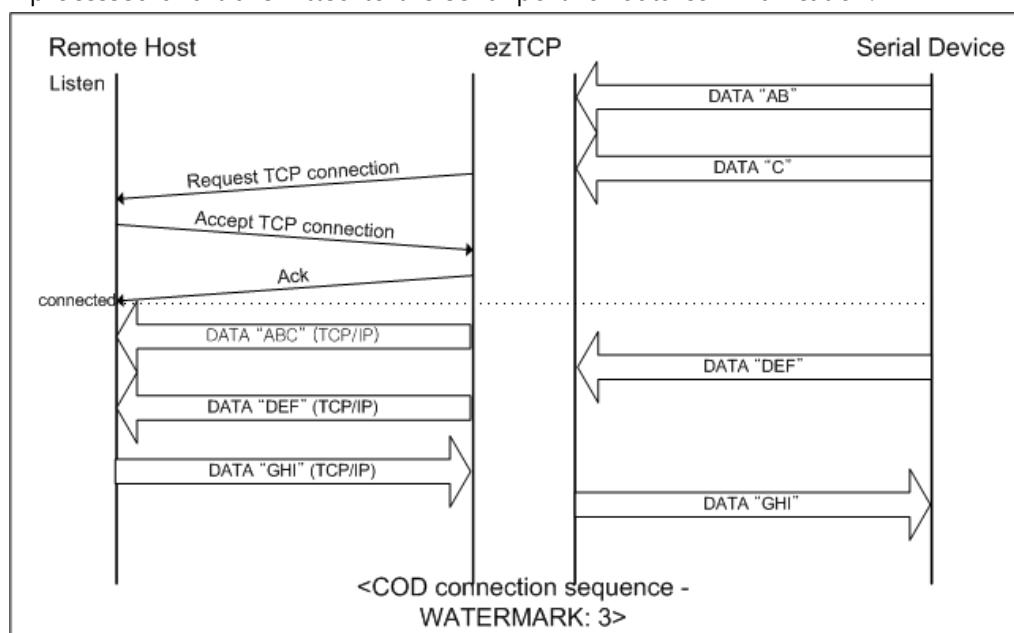 Remote Host ezTCP Serial Device
Listen
DATA “AB”
DATA “C”
Request TCP connection
Accept TCP connection
Ack
connected
DATA “ABC” (TCP/IP)
DATA “DEF”
DATA “DEF” (TCP/IP)
DATA “GHI” (TCP/IP)
DATA “GHI”
<COD connection sequence -
WATERMARK: 3>